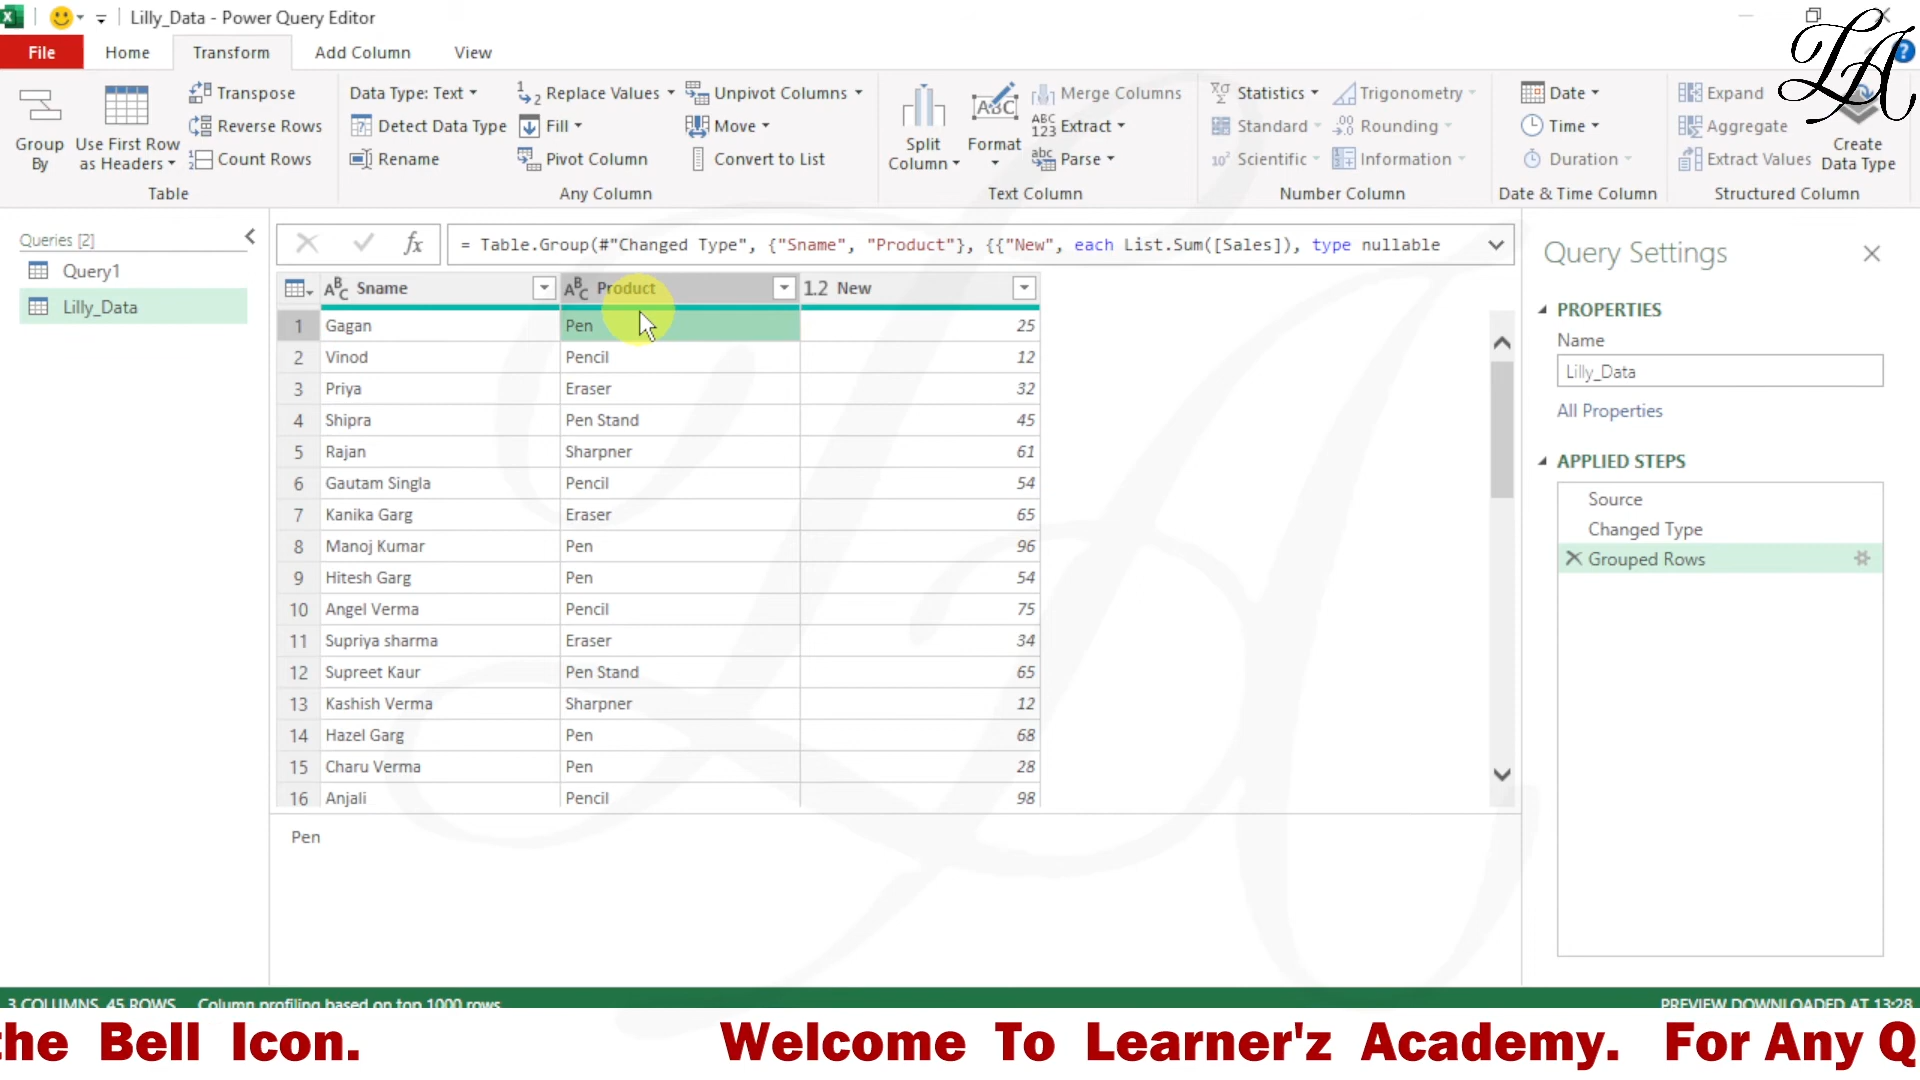 Lilly_Data - Power Query Editor
File Home Transform Add Column View
Group By
Use First Row as Headers
Transpose
Reverse Rows
Count Rows
Table
Data Type: Text
Detect Data Type
Rename
Replace Values
Fill
Pivot Column
Unpivot Columns
Move
Convert to List
Any Column
Split Column
Format
Merge Columns
Extract
Parse
Text Column
Statistics
Standard
Scientific
Trigonometry
Rounding
Information
Number Column
Date
Time
Duration
Date & Time Column
Expand
Aggregate
Extract Values
Create Data Type
Structured Column
Queries [2]
Query1
Lilly_Data
fx = Table.Group(#"Changed Type", {"Sname", "Product"}, {{"New", each List.Sum([Sales]), type nullable
Sname Product 1.2 New
1 Gagan Pen 25
2 Vinod Pencil 12
3 Priya Eraser 32
4 Shipra Pen Stand 45
5 Rajan Sharpner 61
6 Gautam Singla Pencil 54
7 Kanika Garg Eraser 65
8 Manoj Kumar Pen 96
9 Hitesh Garg Pen 54
10 Angel Verma Pencil 75
11 Supriya sharma Eraser 34
12 Supreet Kaur Pen Stand 65
13 Kashish Verma Sharpner 12
14 Hazel Garg Pen 68
15 Charu Verma Pen 28
16 Anjali Pencil 98
Pen
Query Settings
PROPERTIES
Name
Lilly_Data
All Properties
APPLIED STEPS
Source
Changed Type
Grouped Rows
3 COLUMNS, 45 ROWS Column profiling based on top 1000 rows
PREVIEW DOWNLOADED AT 13:28
the Bell Icon. Welcome To Learner'z Academy. For Any Q